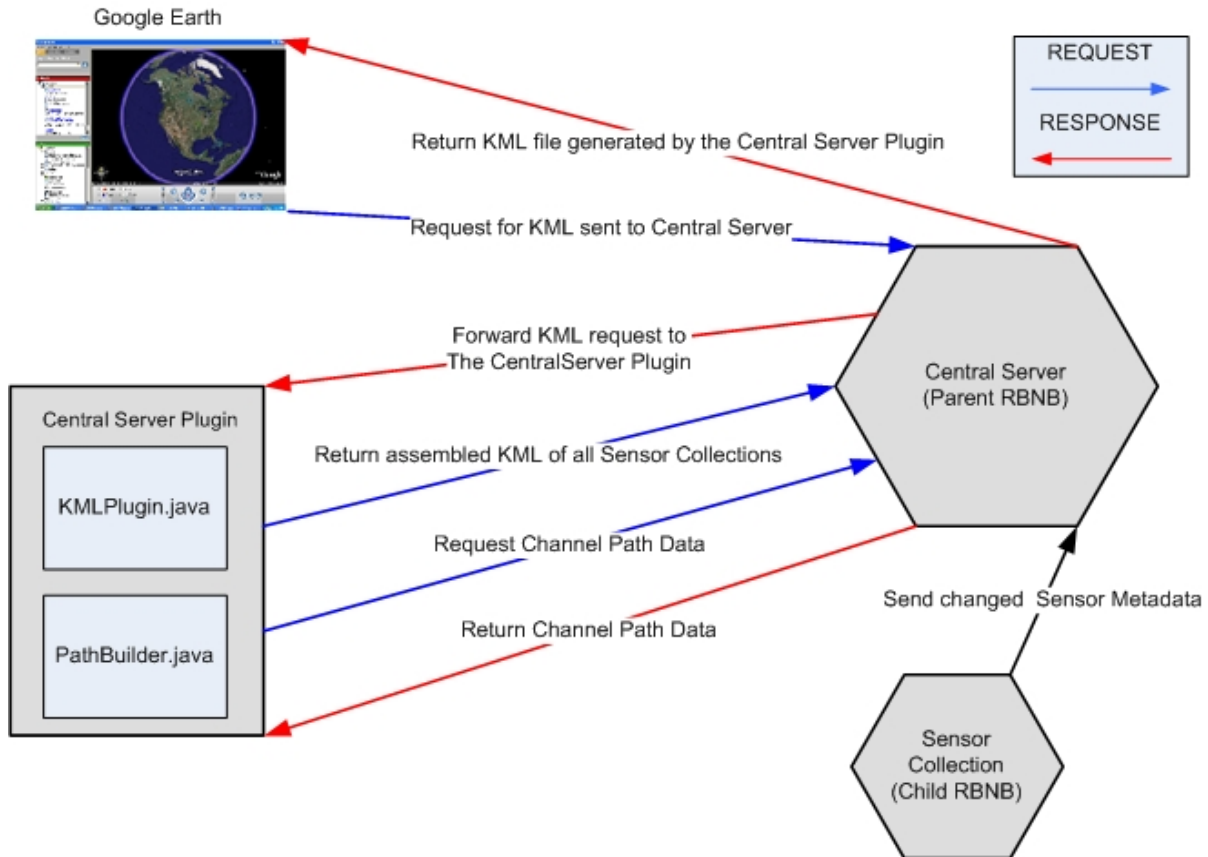 Google Earth
REQUEST
RESPONSE
Return KML file generated by the Central Server Plugin
Request for KML sent to Central Server
Forward KML request to
The CentralServer Plugin
Central Server
(Parent RBNB)
Central Server Plugin
KMLPlugin.java
Return assembled KML of all Sensor Collections
Request Channel Path Data
PathBuilder.java
Return Channel Path Data
Send changed Sensor Metadata
Sensor
Collection
(Child RBNB)
Google